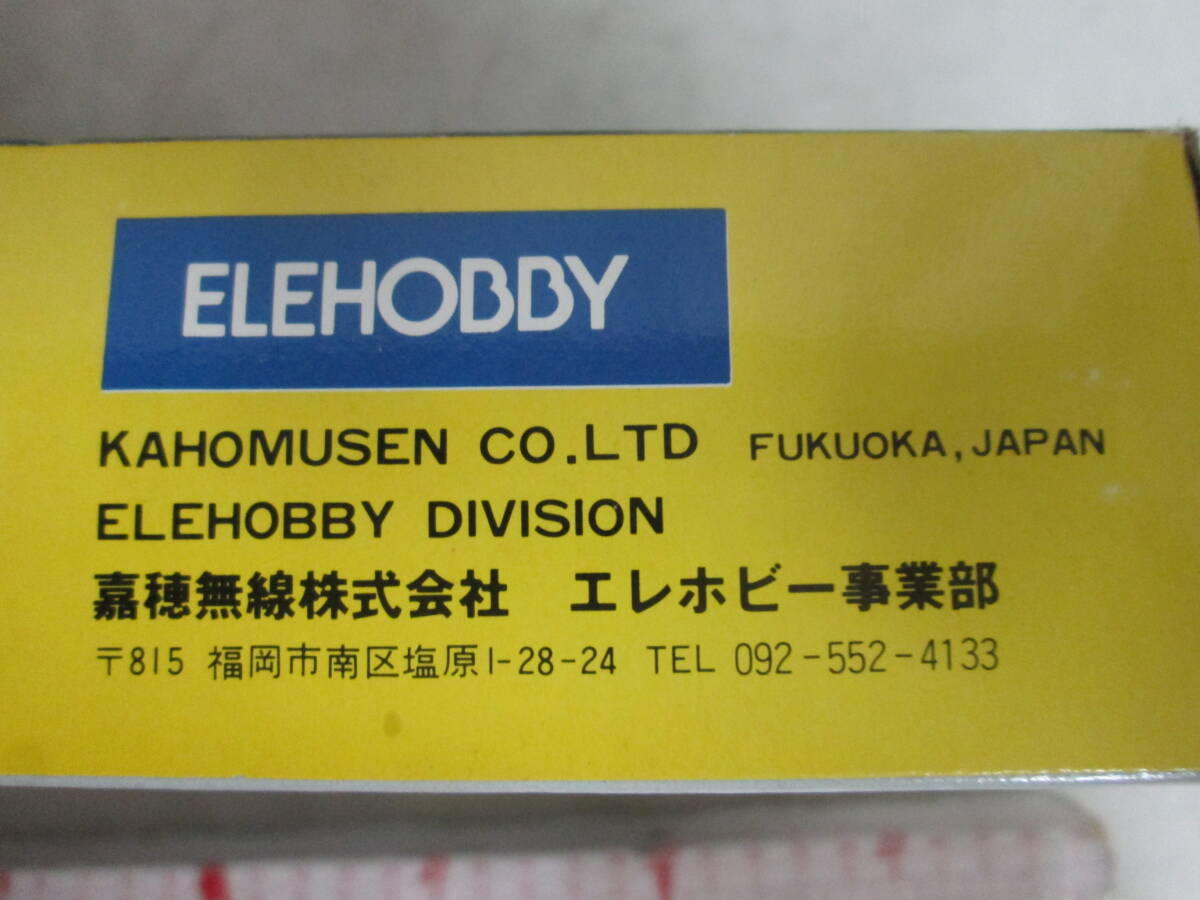 ELEHOBBY
KAHOMUSEN CO.LTD FUKUOKA, JAPAN
ELEHOBBY DIVISION
嘉穂無線株式会社 エレホビー事業部
〒815 福岡市南区塩原1-28-24 TEL 092-552-4133